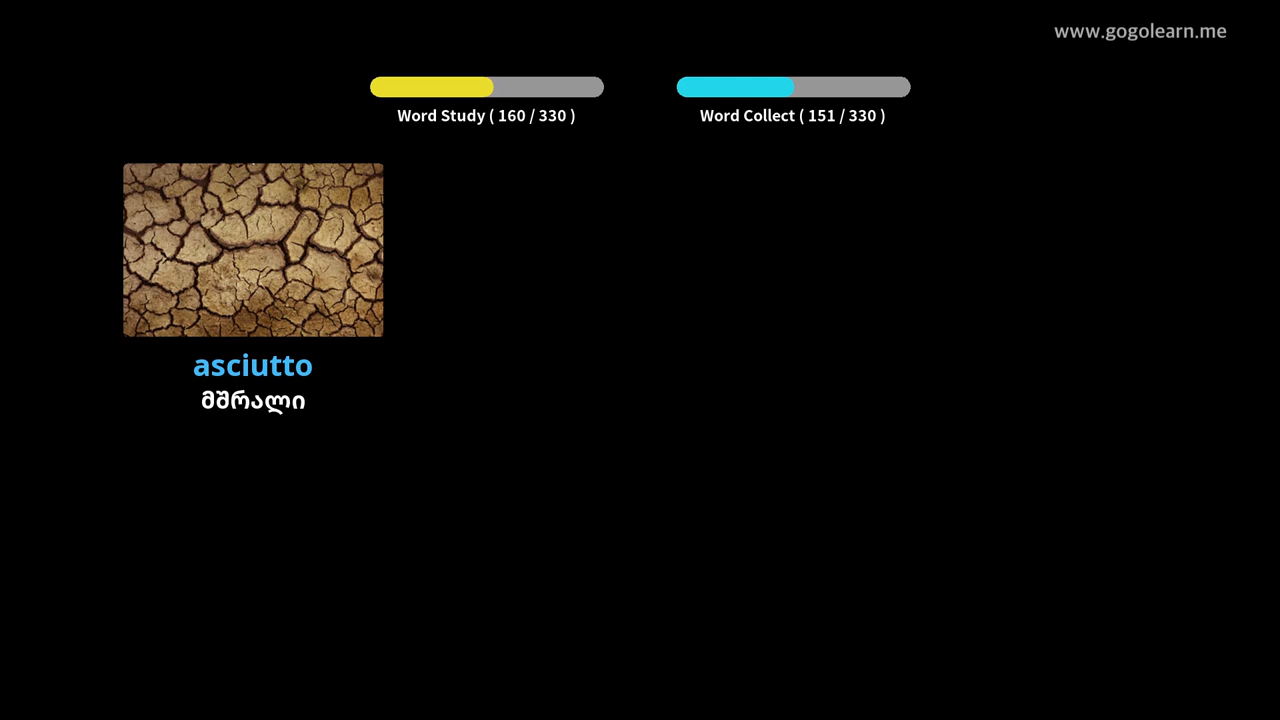 www.gogolearn.me
Word Study ( 160 / 330 )
Word Collect ( 151 / 330 )
asciutto
მშრალი